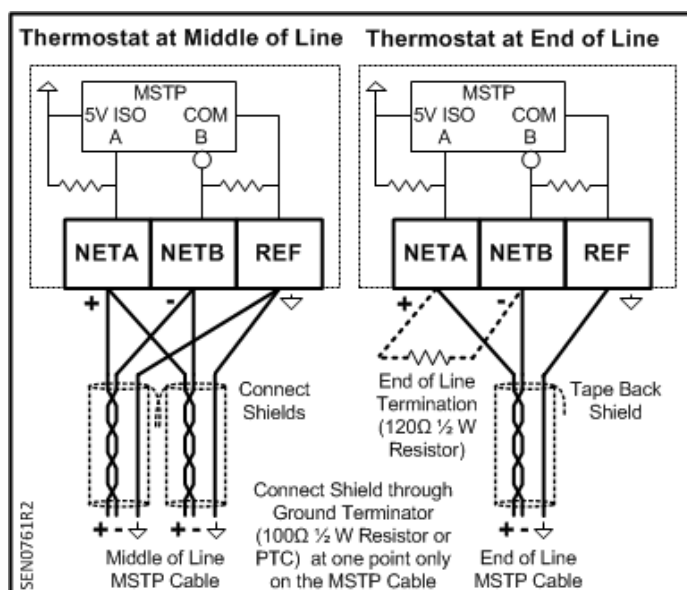 Thermostat at Middle of Line
MSTP
5V ISO COM
A B
NETA NETB REF
+ -
Connect
Shields
+ - + -
Middle of Line
MSTP Cable
Connect Shield through
Ground Terminator
(100Ω ½ W Resistor or
PTC) at one point only
on the MSTP Cable
Thermostat at End of Line
MSTP
5V ISO COM
A B
NETA NETB REF
+ -
End of Line
Termination
(120Ω ½ W
Resistor)
Tape Back
Shield
+ -
End of Line
MSTP Cable
SEN0761R2